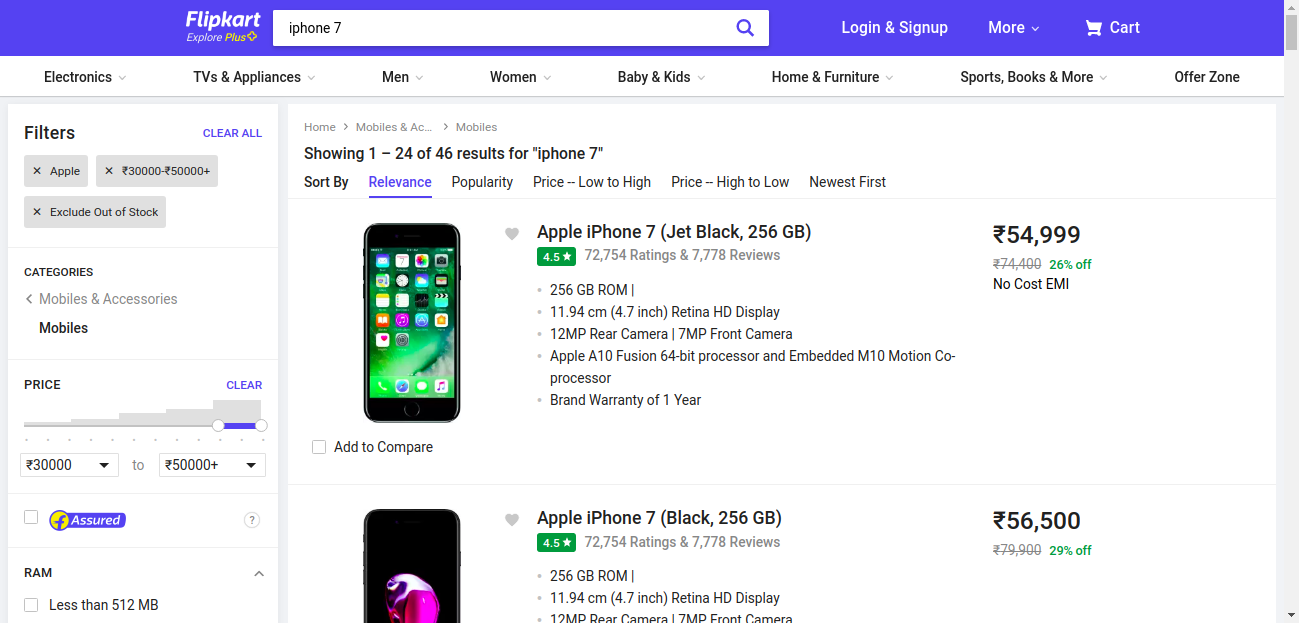 Flipkart
Explore Plus
iphone 7
Login & Signup
More
Cart
Electronics
TVs & Appliances
Men
Women
Baby & Kids
Home & Furniture
Sports, Books & More
Offer Zone
Filters
CLEAR ALL
✕ Apple
✕ ₹30000-₹50000+
✕ Exclude Out of Stock
CATEGORIES
Mobiles & Accessories
Mobiles
PRICE
CLEAR
₹30000
to
₹50000+
Assured
?
RAM
Less than 512 MB
Home > Mobiles & Ac... > Mobiles
Showing 1 – 24 of 46 results for "iphone 7"
Sort By
Relevance
Popularity
Price -- Low to High
Price -- High to Low
Newest First
Apple iPhone 7 (Jet Black, 256 GB)
4.5 ★ 72,754 Ratings & 7,778 Reviews
256 GB ROM |
11.94 cm (4.7 inch) Retina HD Display
12MP Rear Camera | 7MP Front Camera
Apple A10 Fusion 64-bit processor and Embedded M10 Motion Co-
processor
Brand Warranty of 1 Year
₹54,999
₹74,400 26% off
No Cost EMI
Add to Compare
Apple iPhone 7 (Black, 256 GB)
4.5 ★ 72,754 Ratings & 7,778 Reviews
256 GB ROM |
11.94 cm (4.7 inch) Retina HD Display
12MP Rear Camera | 7MP Front Camera
₹56,500
₹79,900 29% off